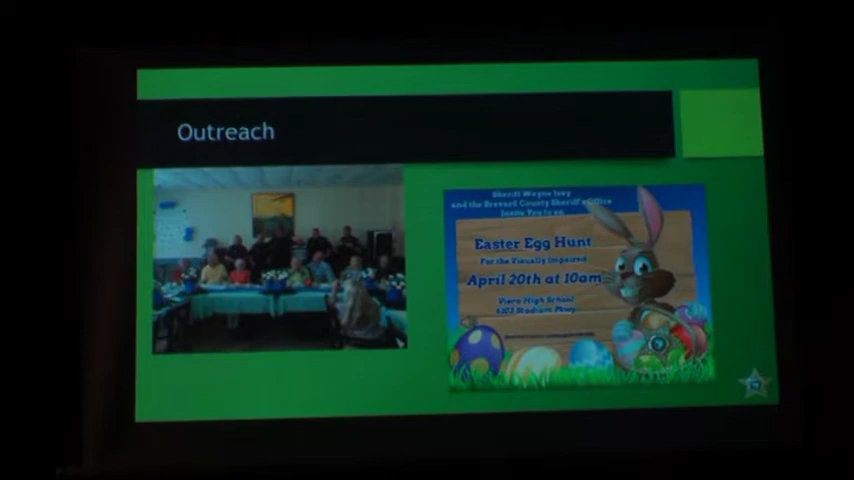 Outreach
Sheriff Wayne Ivey
and the Brevard County Sheriff's Office
Invite You to an
Easter Egg Hunt
For the Visually Impaired
April 20th at 10am
Viera High School
6103 Stadium Pkwy